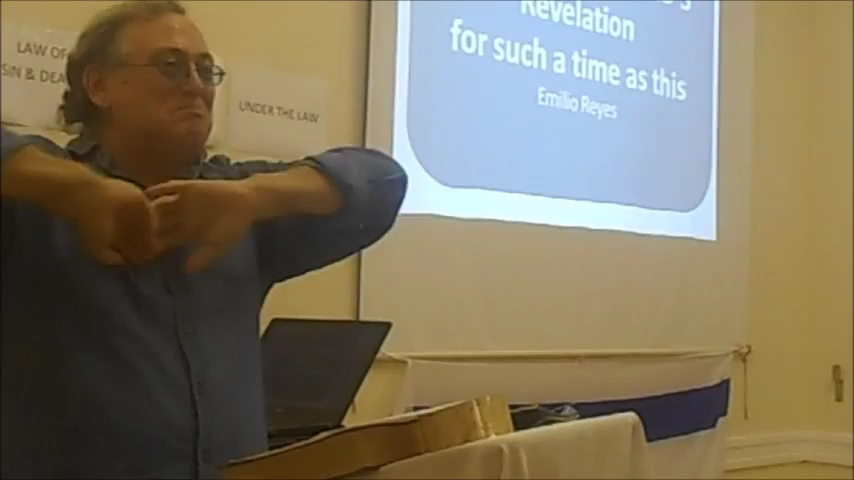 LAW OF
SIN & DEA
UNDER THE LAW
Revelation
for such a time as this
Emilio Reyes